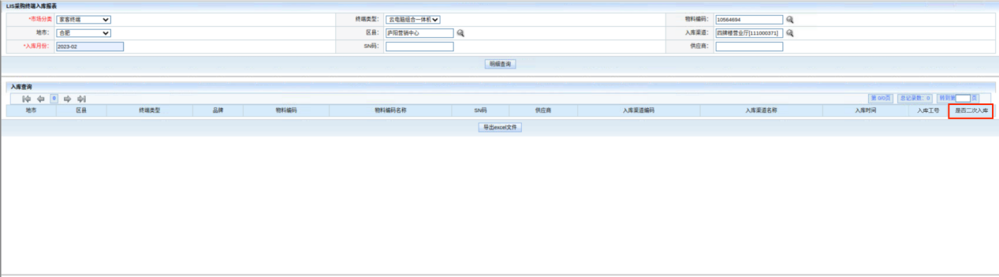 LIS采购终端入库报表
*市场分类 家客终端 终端类型: 云电脑组合一体机 物料编码: 10564694
地市: 合肥 区县: 庐阳营销中心 入库渠道: 四牌楼营业厅[111000371]
*入库月份: 2023-02 SN码: 供应商:
明细查询
入库查询
0 第 0/0页 总记录数: 0 转到第 页
地市 区县 终端类型 品牌 物料编码 物料编码名称 SN码 供应商 入库渠道编码 入库渠道名称 入库时间 入库工号 是否二次入库
导出excel文件